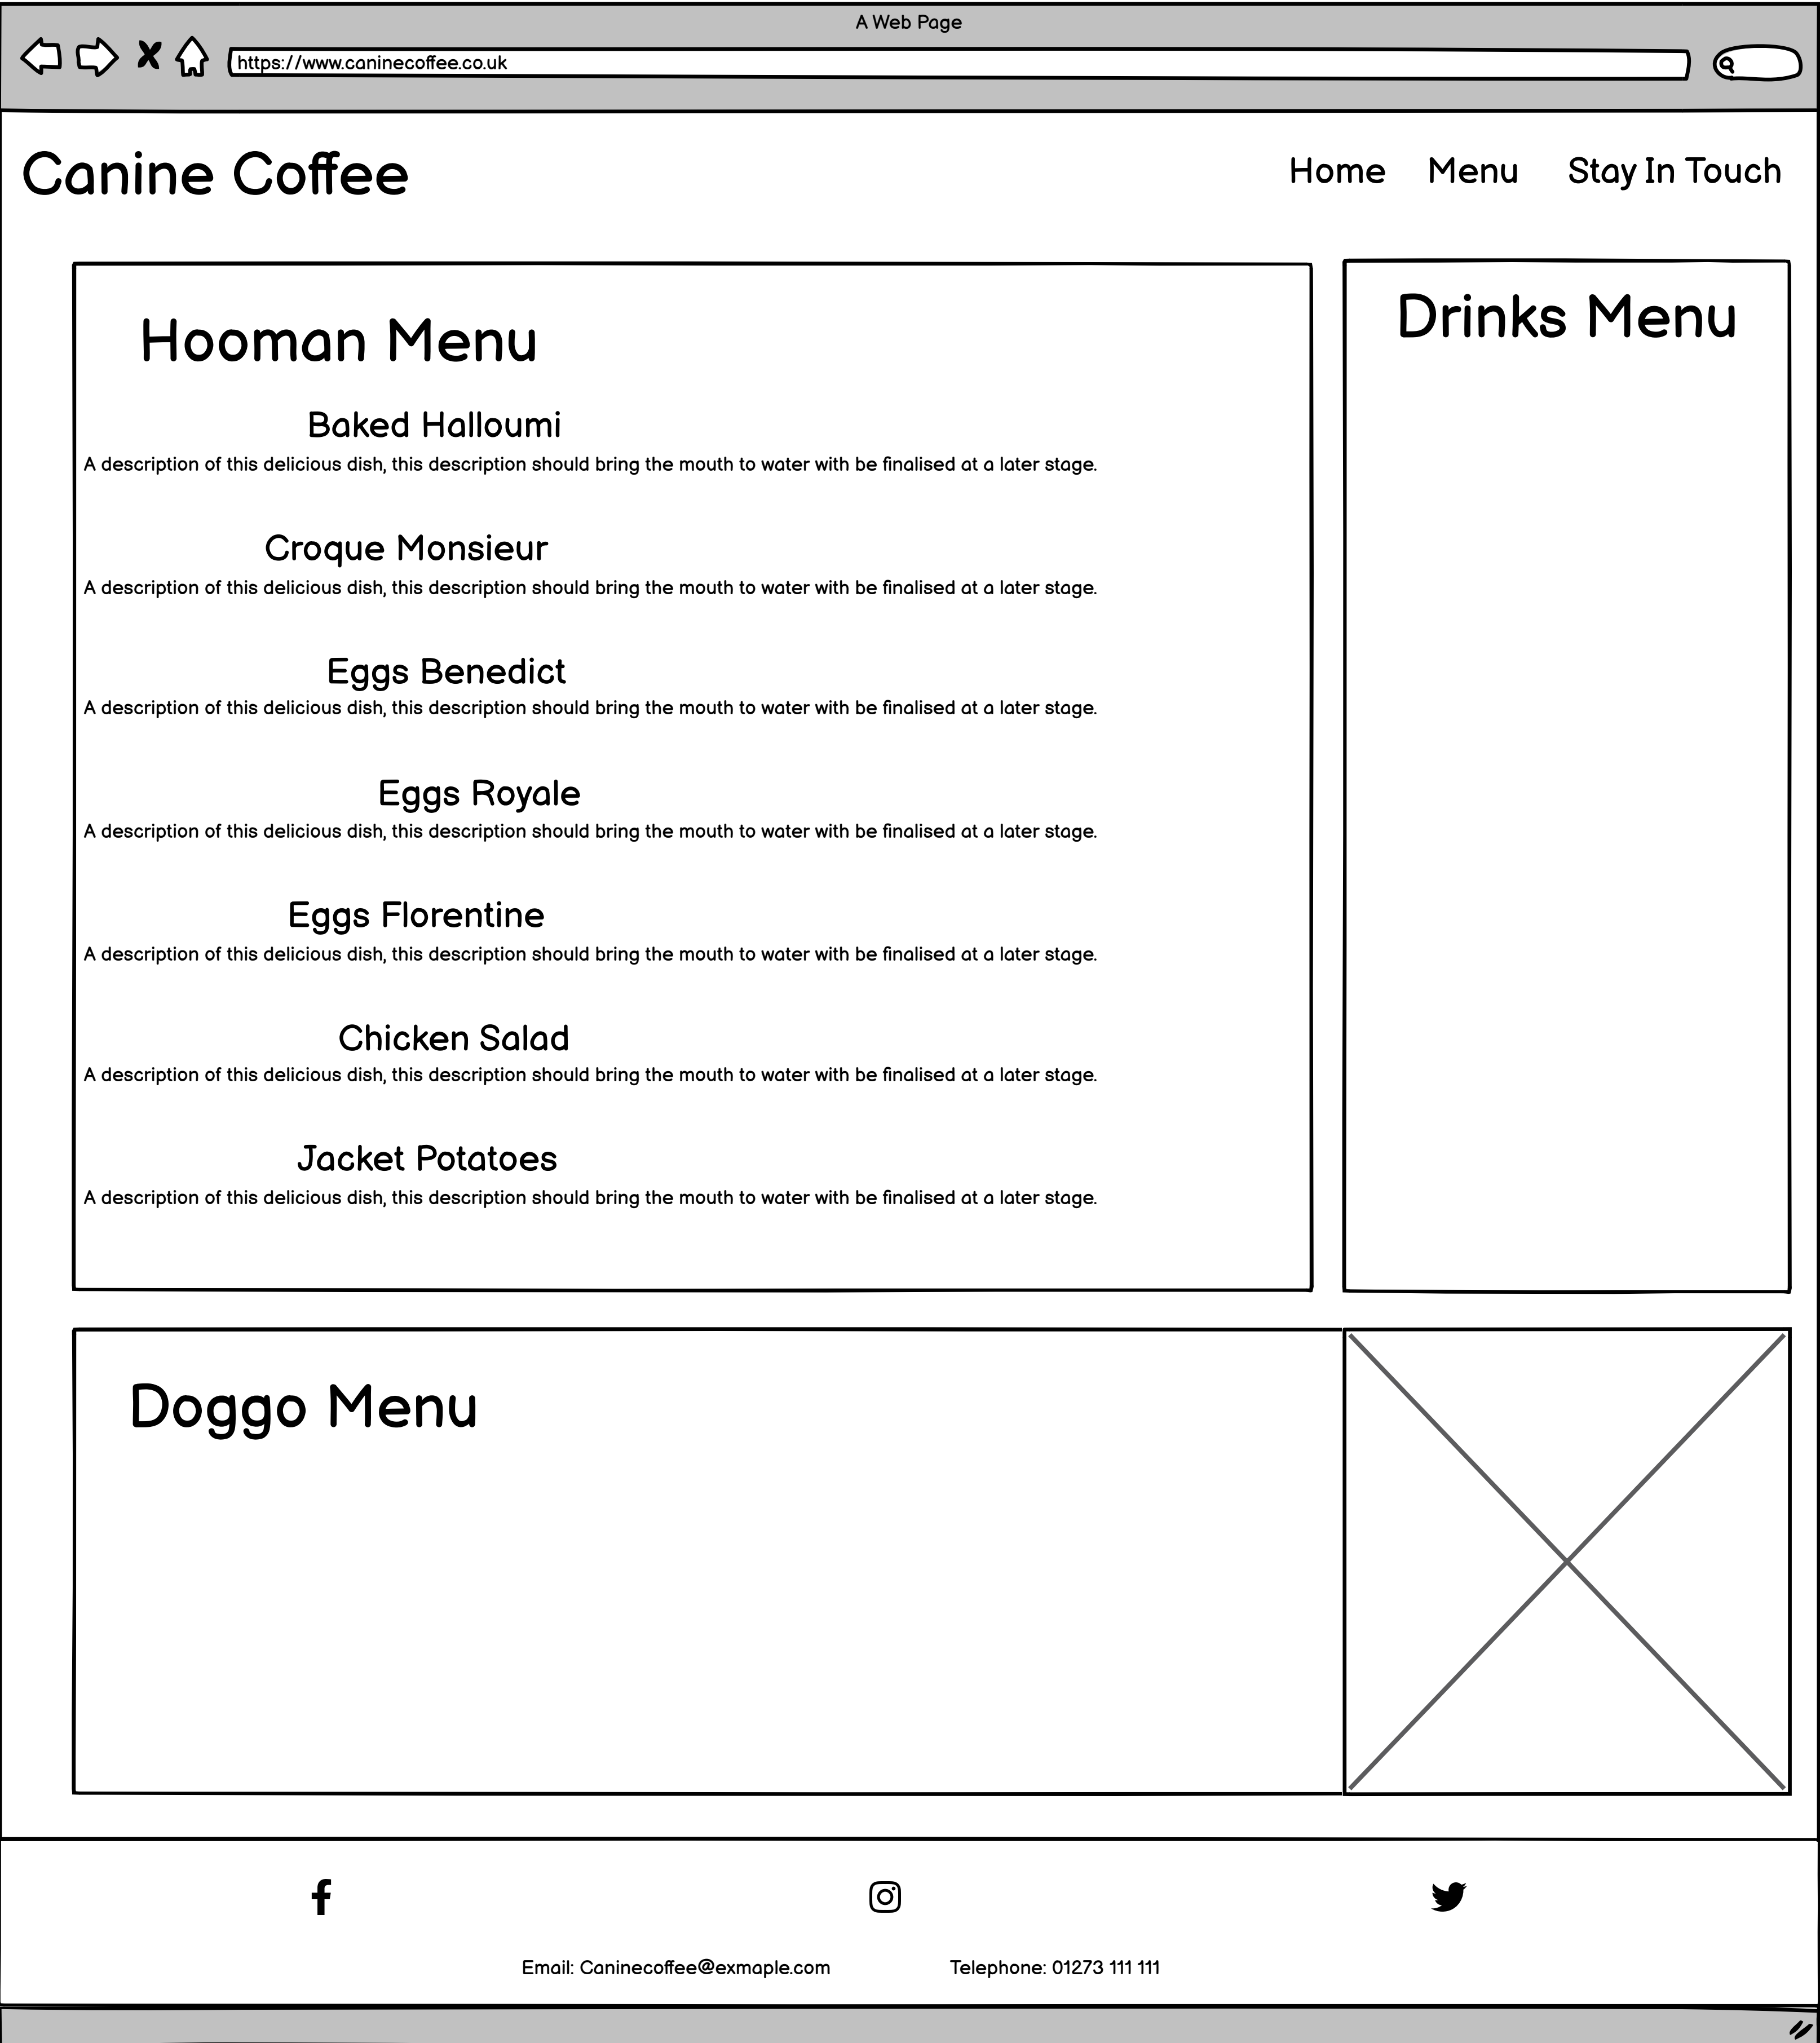 A Web Page
https://www.caninecoffee.co.uk
Canine Coffee
Home Menu Stay In Touch
Hooman Menu
Baked Halloumi
A description of this delicious dish, this description should bring the mouth to water with be finalised at a later stage.
Croque Monsieur
A description of this delicious dish, this description should bring the mouth to water with be finalised at a later stage.
Eggs Benedict
A description of this delicious dish, this description should bring the mouth to water with be finalised at a later stage.
Eggs Royale
A description of this delicious dish, this description should bring the mouth to water with be finalised at a later stage.
Eggs Florentine
A description of this delicious dish, this description should bring the mouth to water with be finalised at a later stage.
Chicken Salad
A description of this delicious dish, this description should bring the mouth to water with be finalised at a later stage.
Jacket Potatoes
A description of this delicious dish, this description should bring the mouth to water with be finalised at a later stage.
Drinks Menu
Doggo Menu
Email: Caninecoffee@exmaple.com
Telephone: 01273 111 111